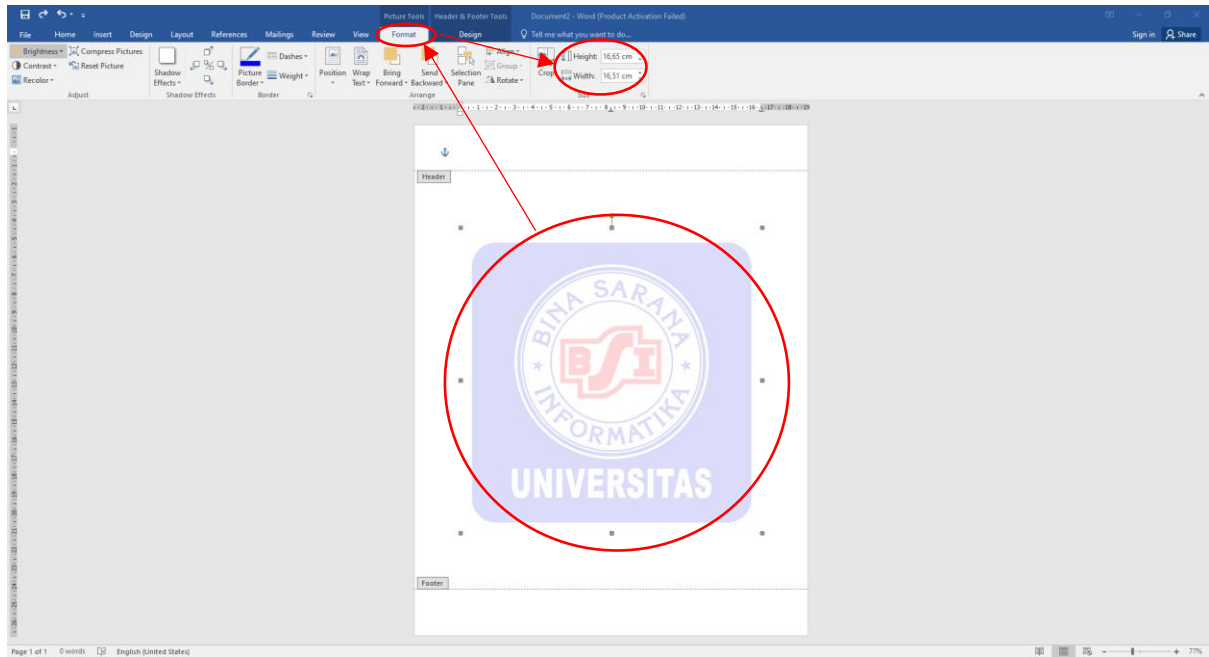 Picture Tools Header & Footer Tools Document2 - Word (Product Activation Failed)
File Home Insert Design Layout References Mailings Review View Format Design Tell me what you want to do... Sign in Share
Brightness Compress Pictures
Contrast Reset Picture
Recolor
Adjust
Shadow Effects
Shadow Effects
Picture Border
Dashes
Weight
Border
Position
Wrap Text
Bring Forward
Send Backward
Selection Pane
Align
Group
Rotate
Arrange
Crop
Height: 16,65 cm
Width: 16,51 cm
Size
Header
BINA SARANA
BSI
INFORMATIKA
UNIVERSITAS
Footer
Page 1 of 1 0 words English (United States) 77%